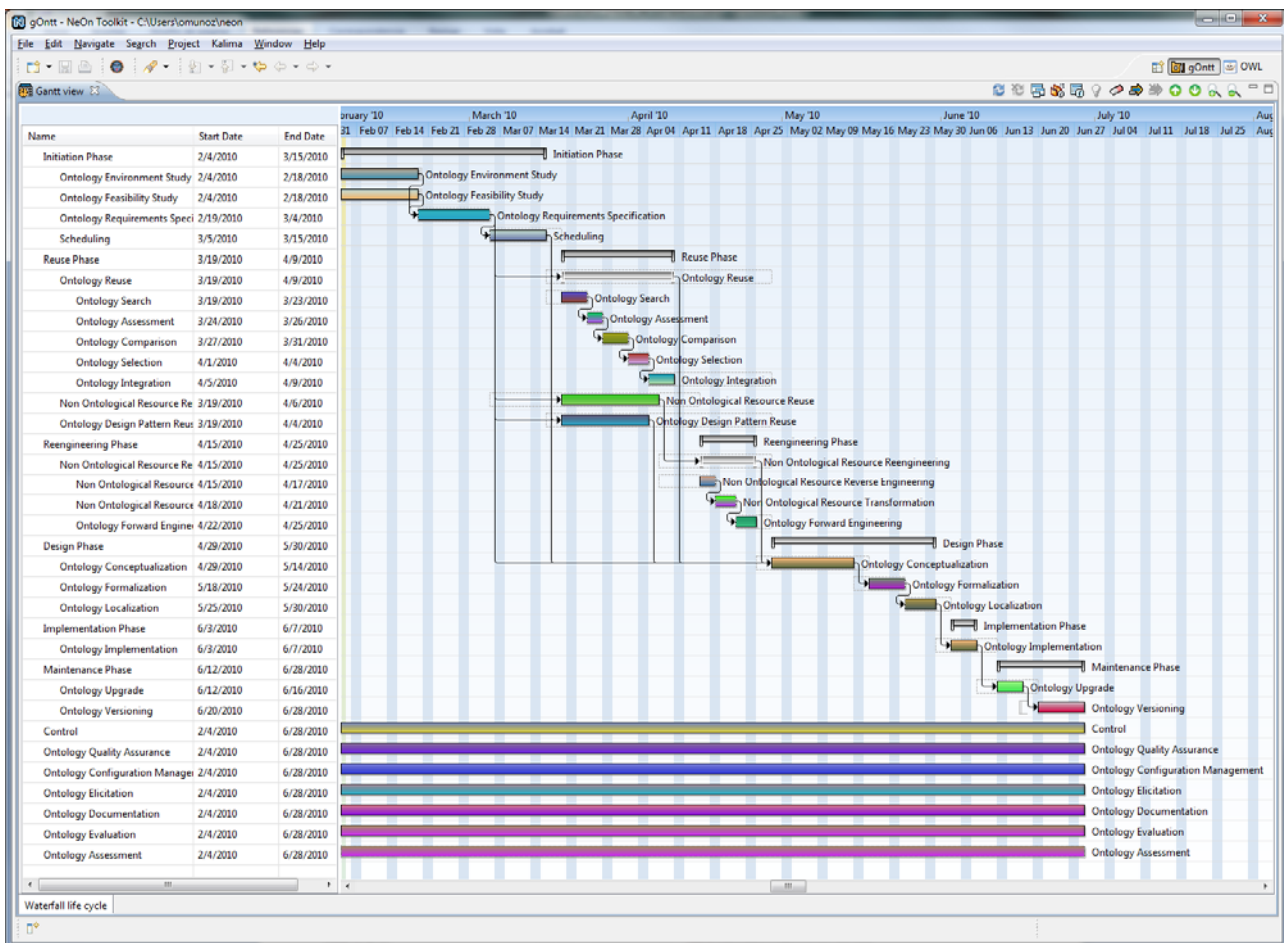 gOntt - NeOn Toolkit - C:\Users\omunoz\neon
File Edit Navigate Search Project Kalima Window Help
gOntt OWL
Gantt view
bruary '10 March '10 April '10 May '10 June '10 July '10 Aug
Name Start Date End Date 31 Feb 07 Feb 14 Feb 21 Feb 28 Mar 07 Mar 14 Mar 21 Mar 28 Apr 04 Apr 11 Apr 18 Apr 25 May 02 May 09 May 16 May 23 May 30 Jun 06 Jun 13 Jun 20 Jun 27 Jul 04 Jul 11 Jul 18 Jul 25 Aug
Initiation Phase 2/4/2010 3/15/2010 Initiation Phase
Ontology Environment Study 2/4/2010 2/18/2010 Ontology Environment Study
Ontology Feasibility Study 2/4/2010 2/18/2010 Ontology Feasibility Study
Ontology Requirements Speci 2/19/2010 3/4/2010 Ontology Requirements Specification
Scheduling 3/5/2010 3/15/2010 Scheduling
Reuse Phase 3/19/2010 4/9/2010 Reuse Phase
Ontology Reuse 3/19/2010 4/9/2010 Ontology Reuse
Ontology Search 3/19/2010 3/23/2010 Ontology Search
Ontology Assessment 3/24/2010 3/26/2010 Ontology Assessment
Ontology Comparison 3/27/2010 3/31/2010 Ontology Comparison
Ontology Selection 4/1/2010 4/4/2010 Ontology Selection
Ontology Integration 4/5/2010 4/9/2010 Ontology Integration
Non Ontological Resource Re 3/19/2010 4/6/2010 Non Ontological Resource Reuse
Ontology Design Pattern Reus 3/19/2010 4/4/2010 Ontology Design Pattern Reuse
Reengineering Phase 4/15/2010 4/25/2010 Reengineering Phase
Non Ontological Resource Re 4/15/2010 4/25/2010 Non Ontological Resource Reengineering
Non Ontological Resource 4/15/2010 4/17/2010 Non Ontological Resource Reverse Engineering
Non Ontological Resource 4/18/2010 4/21/2010 Non Ontological Resource Transformation
Ontology Forward Enginee 4/22/2010 4/25/2010 Ontology Forward Engineering
Design Phase 4/29/2010 5/30/2010 Design Phase
Ontology Conceptualization 4/29/2010 5/14/2010 Ontology Conceptualization
Ontology Formalization 5/18/2010 5/24/2010 Ontology Formalization
Ontology Localization 5/25/2010 5/30/2010 Ontology Localization
Implementation Phase 6/3/2010 6/7/2010 Implementation Phase
Ontology Implementation 6/3/2010 6/7/2010 Ontology Implementation
Maintenance Phase 6/12/2010 6/28/2010 Maintenance Phase
Ontology Upgrade 6/12/2010 6/16/2010 Ontology Upgrade
Ontology Versioning 6/20/2010 6/28/2010 Ontology Versioning
Control 2/4/2010 6/28/2010 Control
Ontology Quality Assurance 2/4/2010 6/28/2010 Ontology Quality Assurance
Ontology Configuration Manager 2/4/2010 6/28/2010 Ontology Configuration Management
Ontology Elicitation 2/4/2010 6/28/2010 Ontology Elicitation
Ontology Documentation 2/4/2010 6/28/2010 Ontology Documentation
Ontology Evaluation 2/4/2010 6/28/2010 Ontology Evaluation
Ontology Assessment 2/4/2010 6/28/2010 Ontology Assessment
Waterfall life cycle